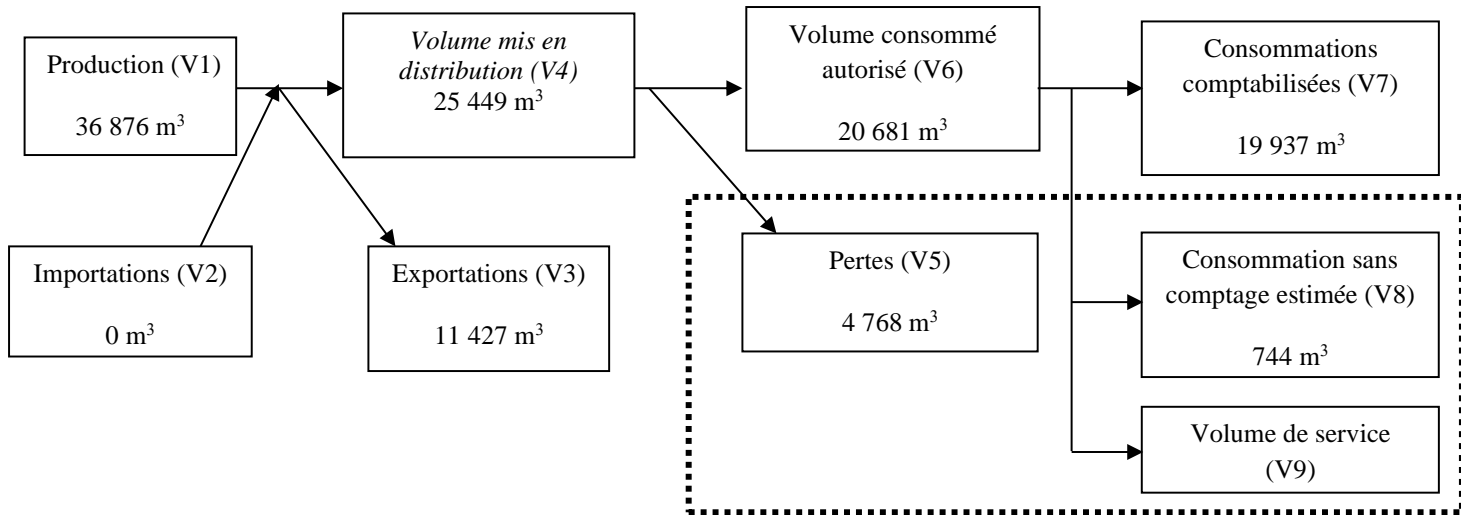 Production (V1)
36 876 m³
Volume mis en
distribution (V4)
25 449 m³
Volume consommé
autorisé (V6)
20 681 m³
Consommations
comptabilisées (V7)
19 937 m³
Importations (V2)
0 m³
Exportations (V3)
11 427 m³
Pertes (V5)
4 768 m³
Consommation sans
comptage estimée (V8)
744 m³
Volume de service
(V9)